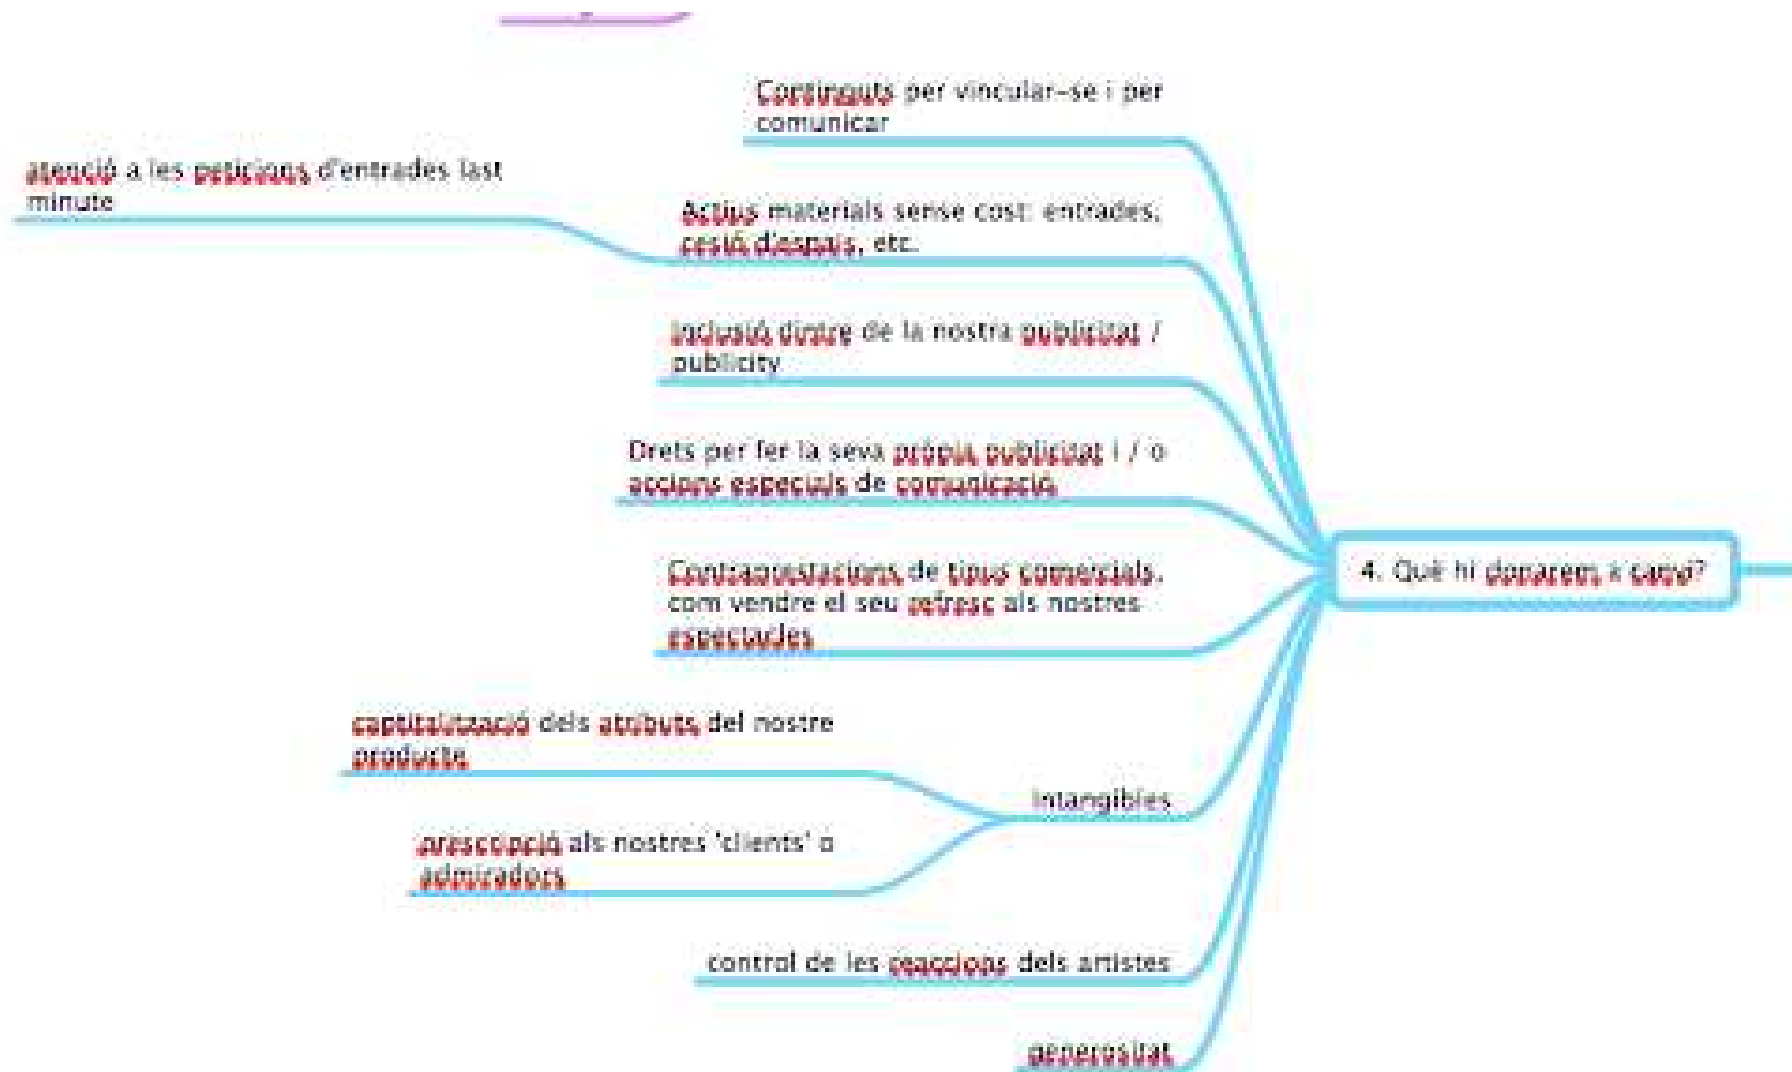 Continguts per vincular-se i per
comunicar
atenció a les peticions d'entrades last
minute
Actius materials sense cost: entrades,
cesió d'espais, etc.
inclusió dintre de la nostra publicitat /
publicity
Drets per fer la seva pròpia publicitat i / o
accions especials de comunicació
Contraprestacions de tipus comercials,
com vendre el seu refresc als nostres
espectacles
4. Què hi donarem a canvi?
captitalització dels atributs del nostre
producte
intangibles
prescripció als nostres 'clients' o
admiradors
control de les reaccions dels artistes
generositat